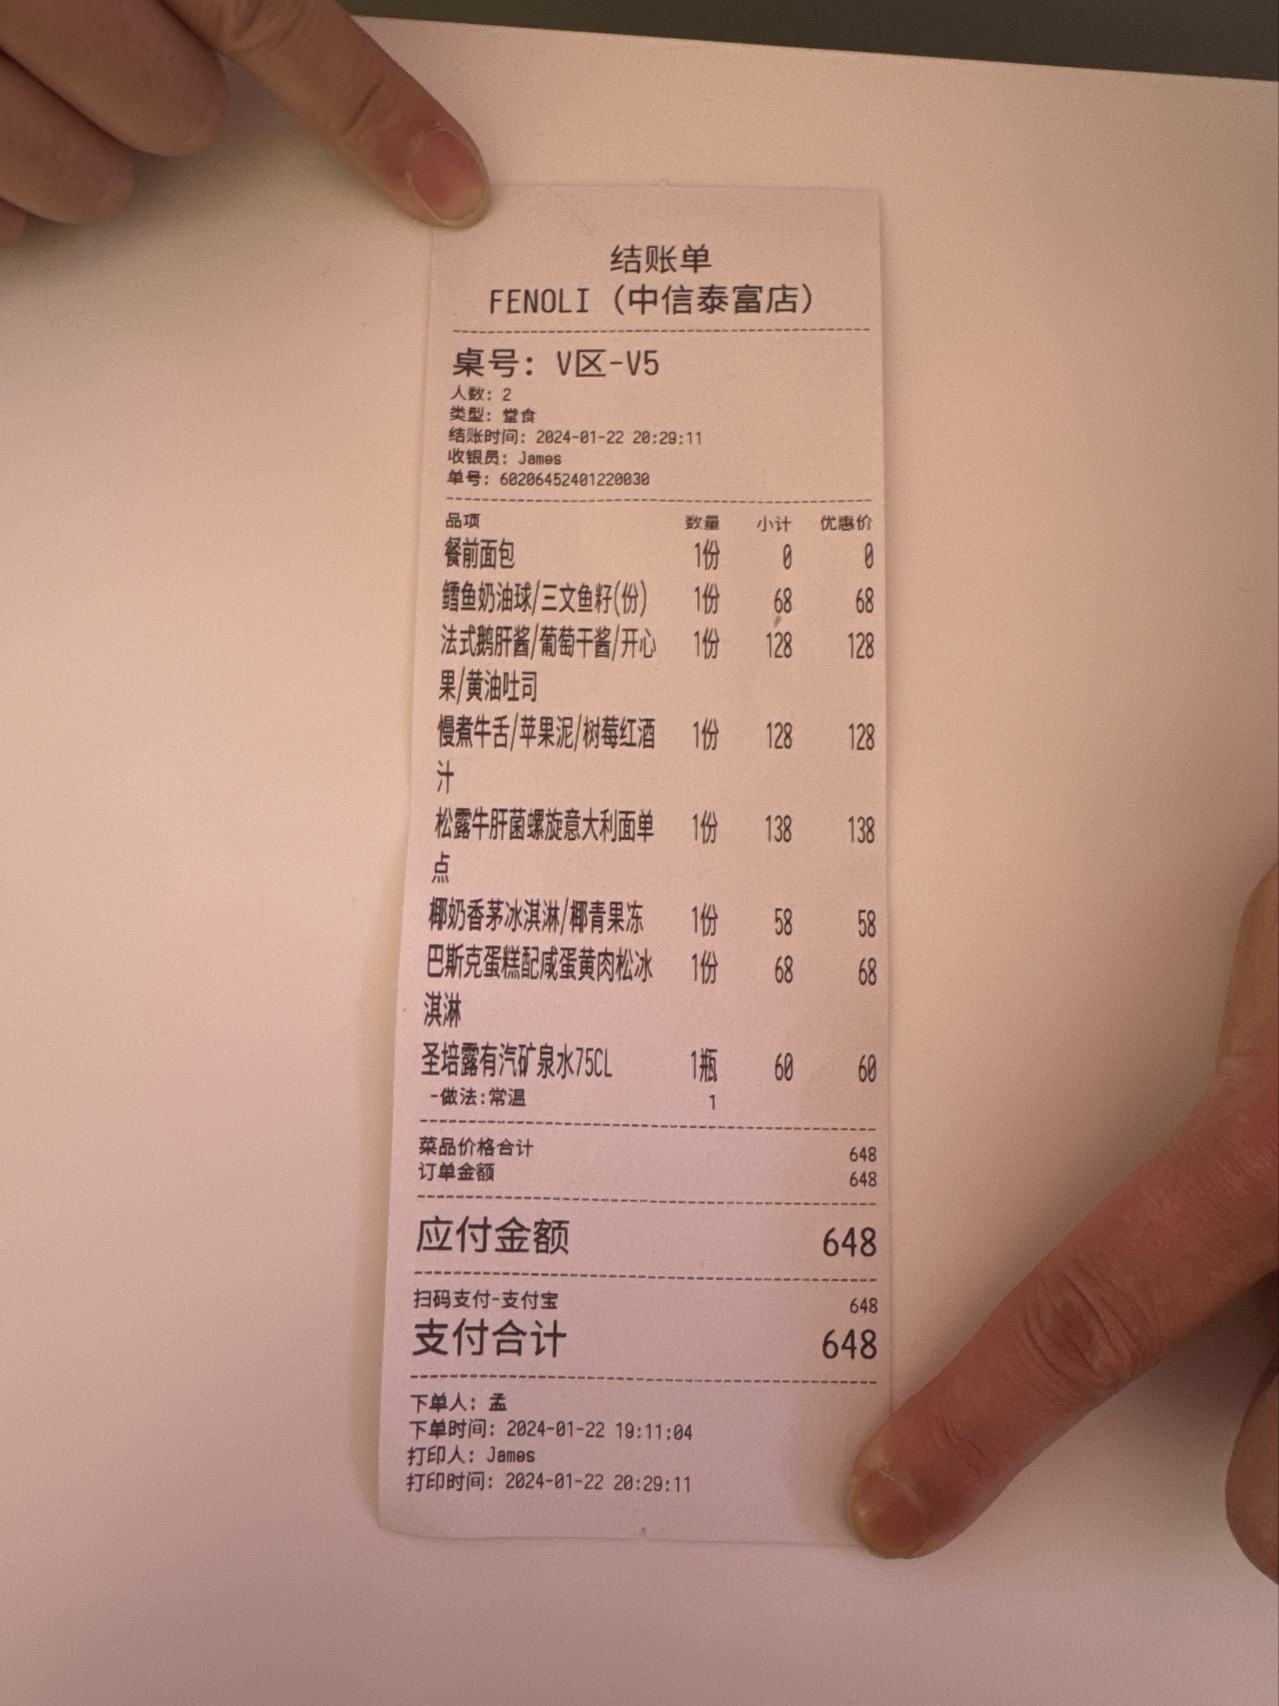 结账单
FENOLI（中信泰富店）
桌号: V区-V5
人数: 2
类型: 堂食
结账时间: 2024-01-22 20:29:11
收银员: James
单号: 602064524012200​30
品项 数量 小计 优惠价
餐前面包 1份 0 0
鳕鱼奶油球/三文鱼籽(份) 1份 68 68
法式鹅肝酱/葡萄干酱/开心 1份 128 128
果/黄油吐司
慢煮牛舌/苹果泥/树莓红酒 1份 128 128
汁
松露牛肝菌螺旋意大利面单 1份 138 138
点
椰奶香茅冰淇淋/椰青果冻 1份 58 58
巴斯克蛋糕配咸蛋黄肉松冰 1份 68 68
淇淋
圣培露有汽矿泉水75CL 1瓶 60 60
-做法:常温 1
菜品价格合计 648
订单金额 648
应付金额 648
扫码支付-支付宝 648
支付合计 648
下单人: 孟
下单时间: 2024-01-22 19:11:04
打印人: James
打印时间: 2024-01-22 20:29:11